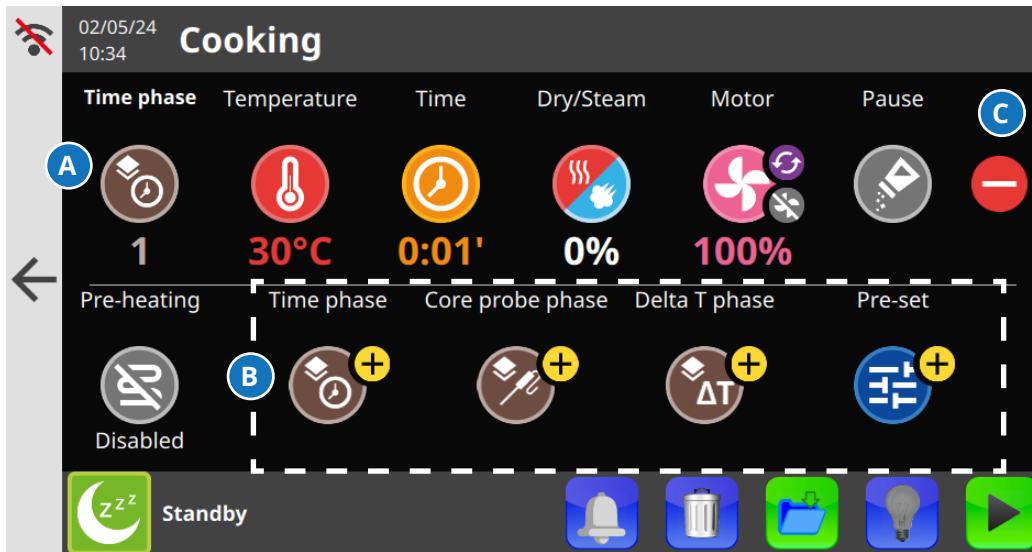 02/05/24
10:34
Cooking
Time phase Temperature Time Dry/Steam Motor Pause
A
C
1 30°C 0:01' 0% 100%
Pre-heating Time phase Core probe phase Delta T phase Pre-set
B
ΔT
Disabled
zzz
Standby